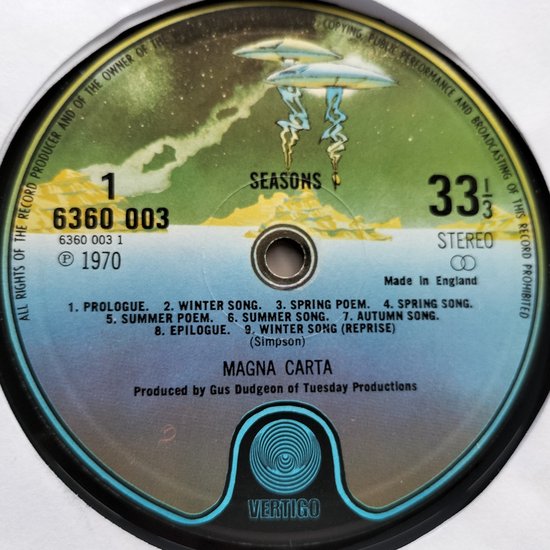 ALL RIGHTS OF THE RECORD PRODUCER AND OF THE OWNER OF THE
COPYING, PUBLIC PERFORMANCE AND BROADCASTING OF THIS RECORD PROHIBITED
SEASONS
1
6360 003
6360 003 1
Ⓟ 1970
33 1/3
STEREO
Made in England
1. PROLOGUE. 2. WINTER SONG. 3. SPRING POEM. 4. SPRING SONG.
5. SUMMER POEM. 6. SUMMER SONG. 7. AUTUMN SONG.
8. EPILOGUE. 9. WINTER SONG (REPRISE)
(Simpson)
MAGNA CARTA
Produced by Gus Dudgeon of Tuesday Productions
VERTIGO